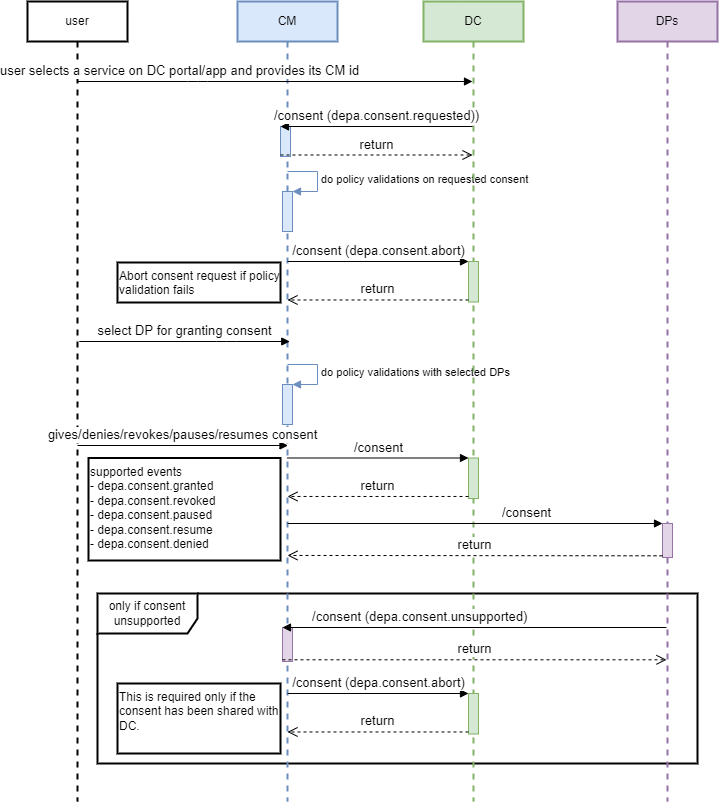 user
CM
DC
DPs
user selects a service on DC portal/app and provides its CM id
/consent (depa.consent.requested))
return
do policy validations on requested consent
/consent (depa.consent.abort)
Abort consent request if policy
validation fails
return
select DP for granting consent
do policy validations with selected DPs
gives/denies/revokes/pauses/resumes consent
/consent
supported events
- depa.consent.granted
- depa.consent.revoked
- depa.consent.paused
- depa.consent.resume
- depa.consent.denied
return
/consent
return
only if consent
unsupported)
/consent (depa.consent.unsupported)
return
/consent (depa.consent.abort)
This is required only if the
consent has been shared with
DC.
return